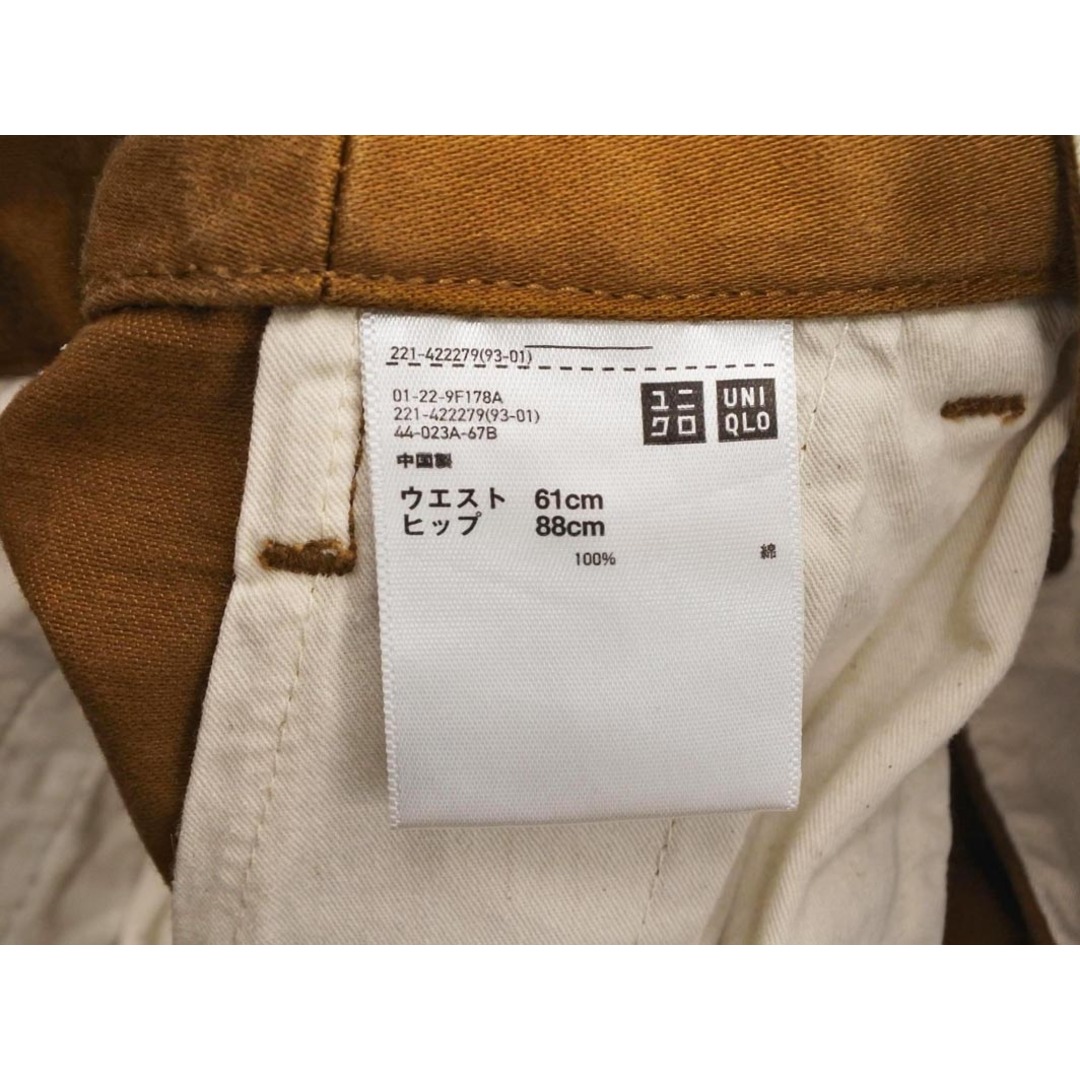 221-422279(93-01)
01-22-9F178A
221-422279(93-01)
44-023A-67B
中国製
ユニ
クロ
UNI
QLO
ウエスト 61cm
ヒップ 88cm
100% 綿